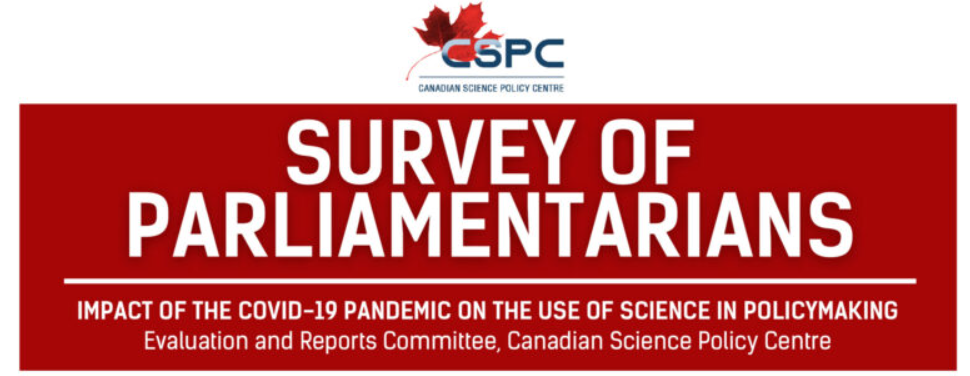 CSPC
CANADIAN SCIENCE POLICY CENTRE
SURVEY OF
PARLIAMENTARIANS
IMPACT OF THE COVID-19 PANDEMIC ON THE USE OF SCIENCE IN POLICYMAKING
Evaluation and Reports Committee, Canadian Science Policy Centre